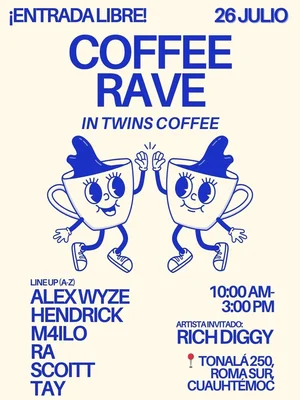 ¡ENTRADA LIBRE!
26 JULIO
COFFEE
RAVE
IN TWINS COFFEE
LINE UP (A-Z)
ALEX WYZE
HENDRICK
M4ILO
RA
SCOITT
TAY
10:00 AM-
3:00 PM
ARTISTA INVITADO:
RICH DIGGY
📍 TONALÁ 250,
ROMA SUR,
CUAUHTÉMOC